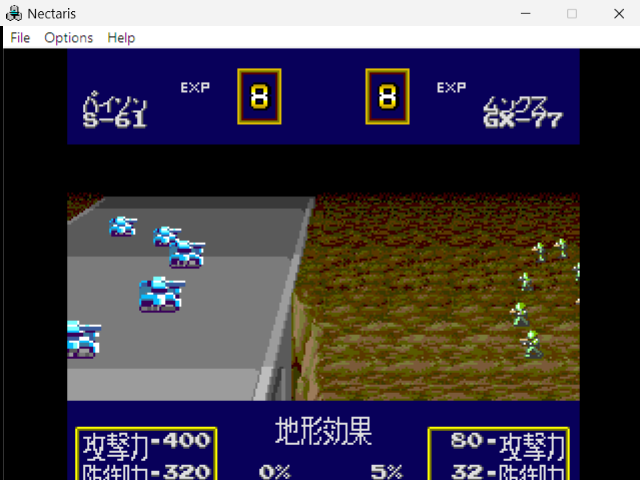 Nectaris
File Options Help
EXP 8 8 EXP
バイソン ムンクス
S-61 GX-77
地形効果
攻撃力-400 80-攻撃力
防御力-320 0% 5% 32-防御力